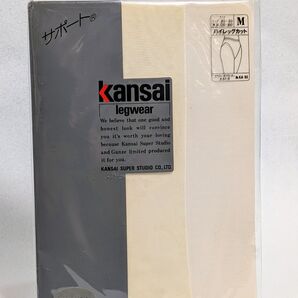 サポート®
M
ハイレッグカット
kansai
legwear
We believe that one good and
honest look will convince
you it's worth your loving
because Kansai Super Studio
and Gunze limited produced
it for you.
KANSAI SUPER STUDIO CO., LTD